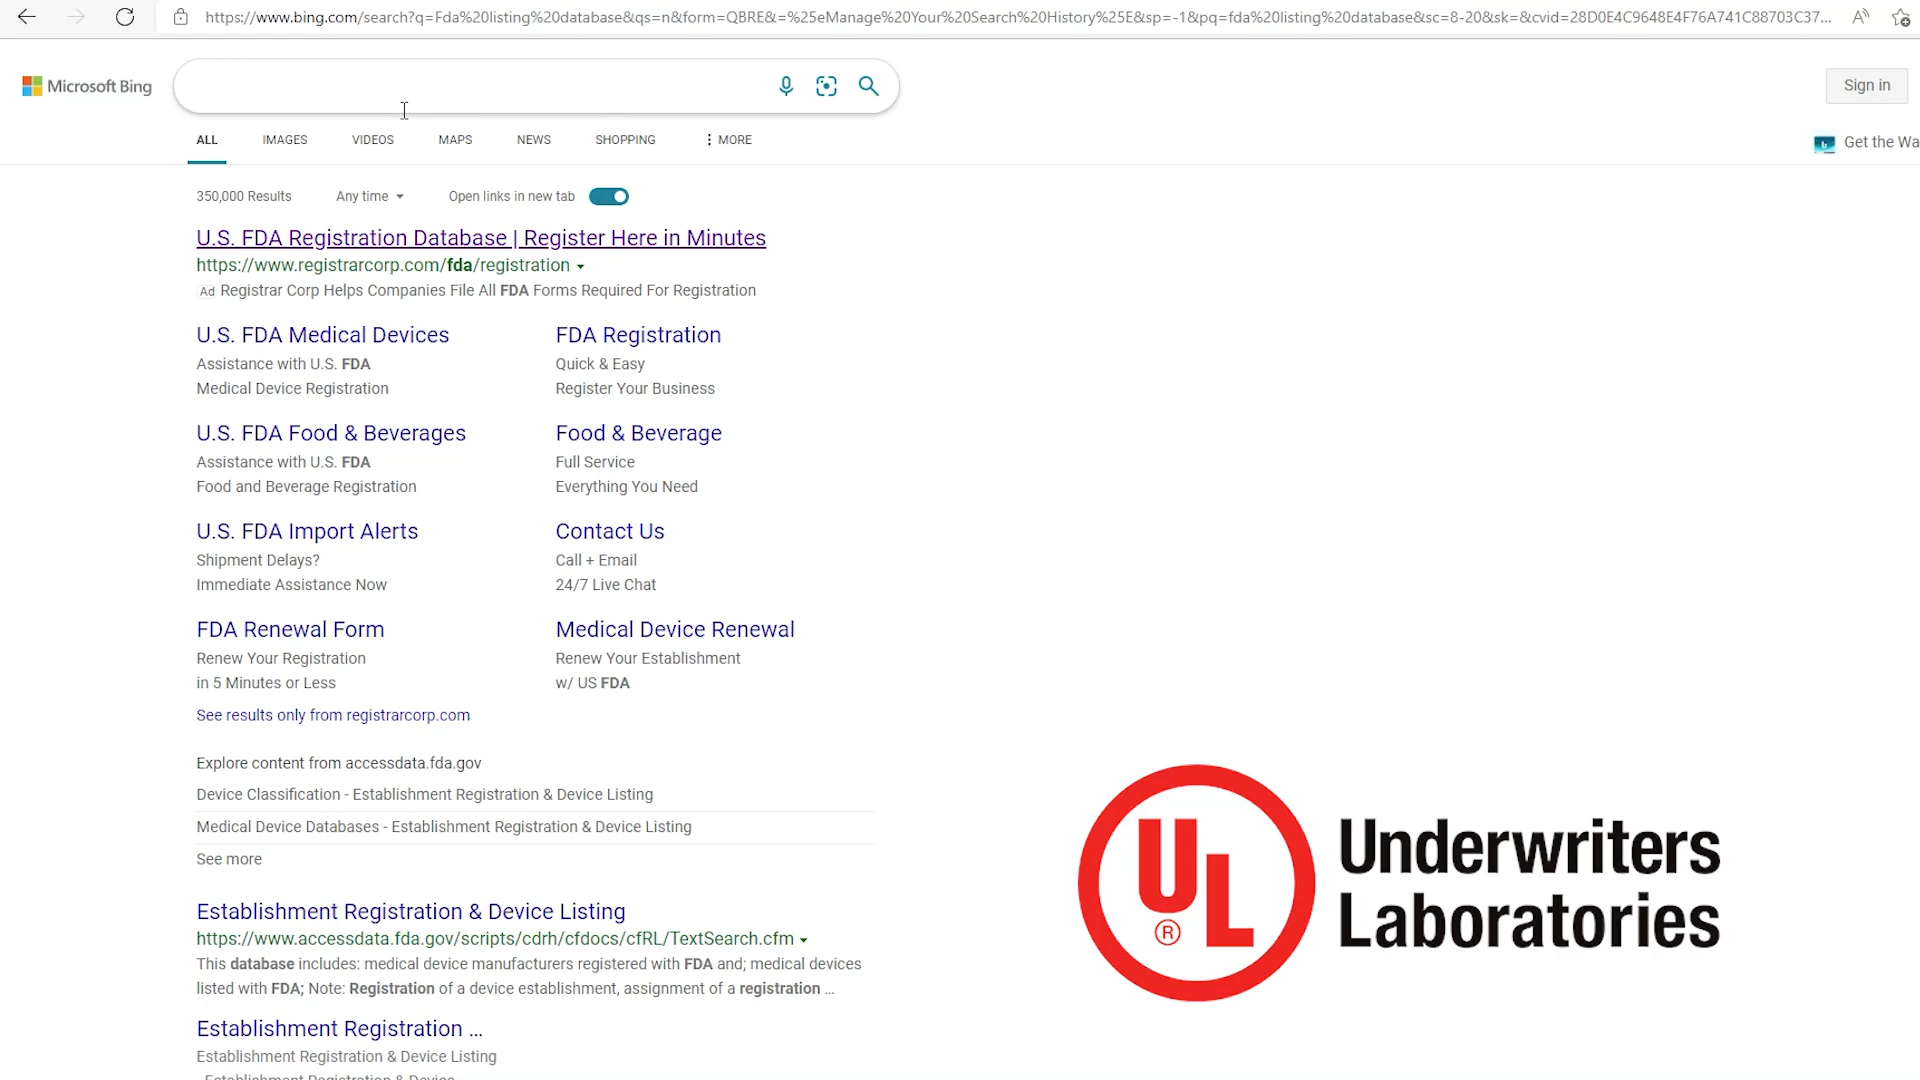 https://www.bing.com/search?q=Fda%20listing%20database&qs=n&form=QBRE&=%25eManage%20Your%20Search%20History%25E&sp=-1&pq=fda%20listing%20database&sc=8-20&sk=&cvid=28D0E4C9648E4F76A741C88703C37...
Microsoft Bing
Sign in
ALL IMAGES VIDEOS MAPS NEWS SHOPPING MORE
Get the Wa
350,000 Results Any time Open links in new tab
U.S. FDA Registration Database | Register Here in Minutes
https://www.registrarcorp.com/fda/registration
Ad Registrar Corp Helps Companies File All FDA Forms Required For Registration
U.S. FDA Medical Devices
Assistance with U.S. FDA
Medical Device Registration
FDA Registration
Quick & Easy
Register Your Business
U.S. FDA Food & Beverages
Assistance with U.S. FDA
Food and Beverage Registration
Food & Beverage
Full Service
Everything You Need
U.S. FDA Import Alerts
Shipment Delays?
Immediate Assistance Now
Contact Us
Call + Email
24/7 Live Chat
FDA Renewal Form
Renew Your Registration
in 5 Minutes or Less
Medical Device Renewal
Renew Your Establishment
w/ US FDA
See results only from registrarcorp.com
Explore content from accessdata.fda.gov
Device Classification - Establishment Registration & Device Listing
Medical Device Databases - Establishment Registration & Device Listing
See more
Establishment Registration & Device Listing
https://www.accessdata.fda.gov/scripts/cdrh/cfdocs/cfRL/TextSearch.cfm
This database includes: medical device manufacturers registered with FDA and; medical devices
listed with FDA; Note: Registration of a device establishment, assignment of a registration ...
Establishment Registration ...
Establishment Registration & Device Listing
- Establishment Registration & Device
UL
®
Underwriters
Laboratories